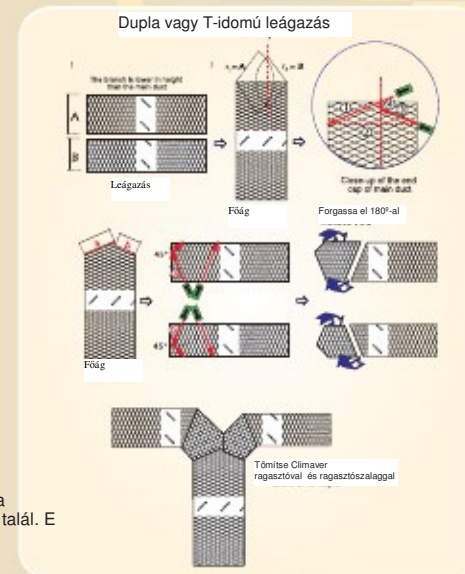 Dupla vagy T-idomú leágazás
The branch is lower in height
than the main duct
A
B
Leágazás
Főág
Close-up of the end
cap of main duct
Forgassa el 180º-al
45°
45°
Főág
Tömítse Climaver
ragasztóval és ragasztószalaggal
a
talál. E